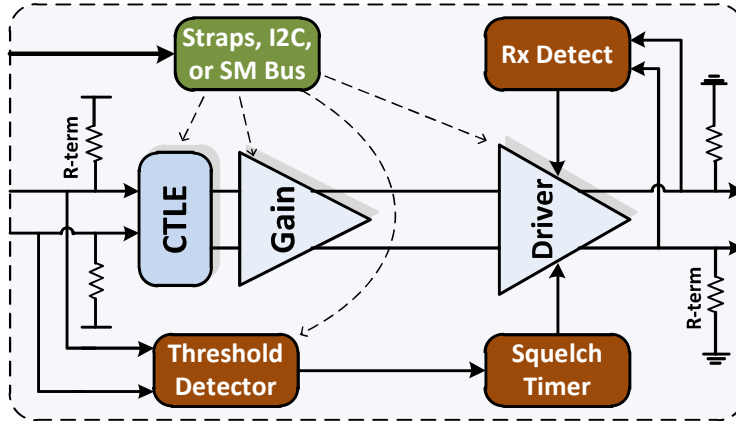 Straps, I2C,
or SM Bus
Rx Detect
R-term
CTLE
Gain
Driver
R-term
Threshold
Detector
Squelch
Timer